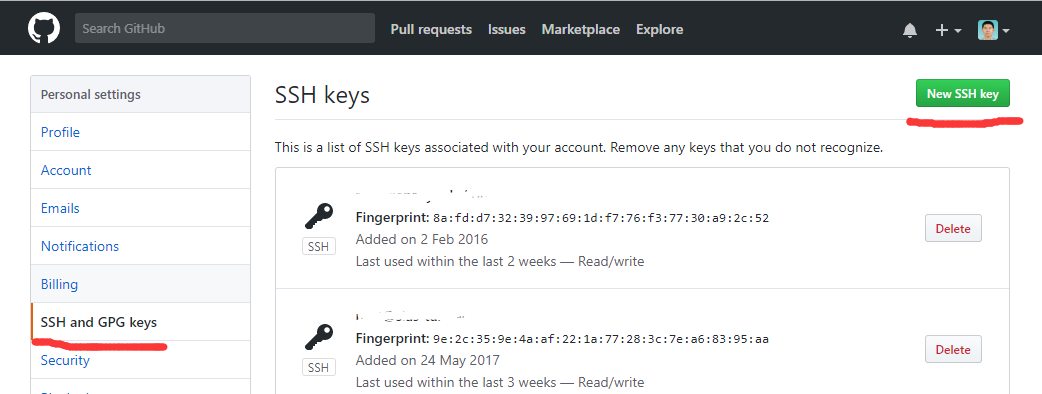 Search GitHub
Pull requests Issues Marketplace Explore
Personal settings
Profile
Account
Emails
Notifications
Billing
SSH and GPG keys
Security
SSH keys
New SSH key
This is a list of SSH keys associated with your account. Remove any keys that you do not recognize.
SSH
Fingerprint: 8a:fd:d7:32:39:97:69:1d:f7:76:f3:77:30:a9:2c:52
Added on 2 Feb 2016
Last used within the last 2 weeks — Read/write
Delete
SSH
Fingerprint: 9e:2c:35:9e:4a:af:22:1a:77:28:3c:7e:a6:83:95:aa
Added on 24 May 2017
Last used within the last 3 weeks — Read/write
Delete